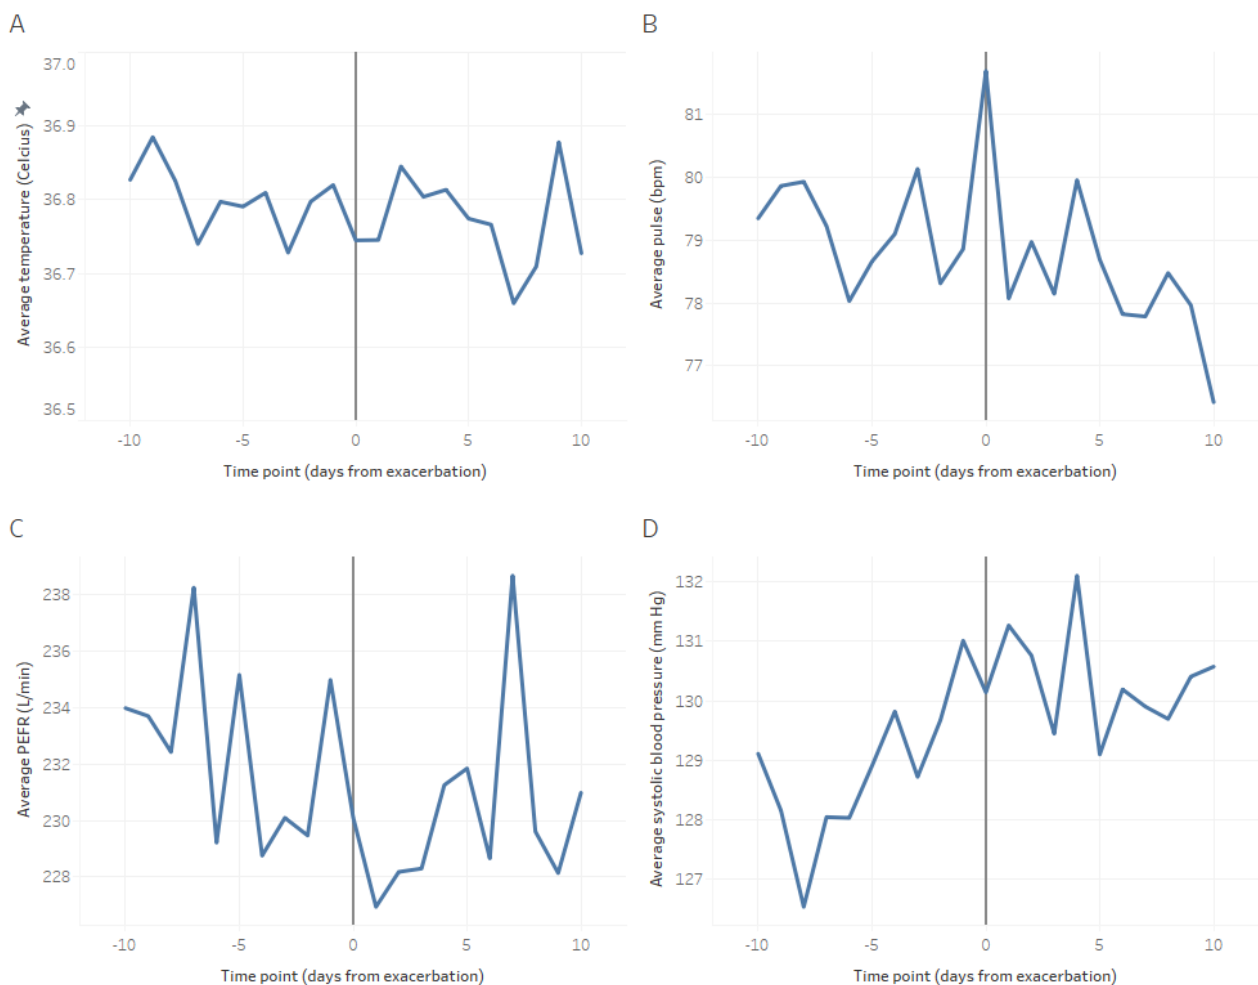 A
Average temperature (Celcius)
37.0
36.9
36.8
36.7
36.6
36.5
-10 -5 0 5 10
Time point (days from exacerbation)
B
Average pulse (bpm)
81
80
79
78
77
-10 -5 0 5 10
Time point (days from exacerbation)
C
Average PEFR (L/min)
238
236
234
232
230
228
-10 -5 0 5 10
Time point (days from exacerbation)
D
Average systolic blood pressure (mm Hg)
132
131
130
129
128
127
-10 -5 0 5 10
Time point (days from exacerbation)